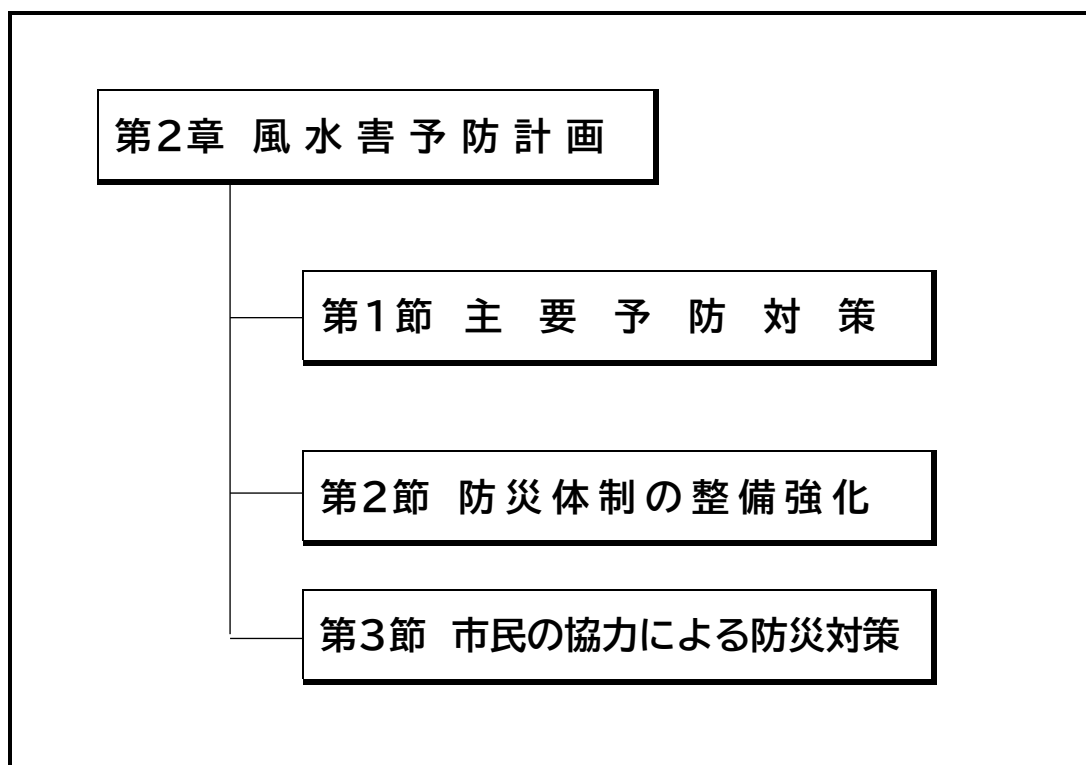 第2章 風水害予防計画
第1節 主要予防対策
第2節 防災体制の整備強化
第3節 市民の協力による防災対策